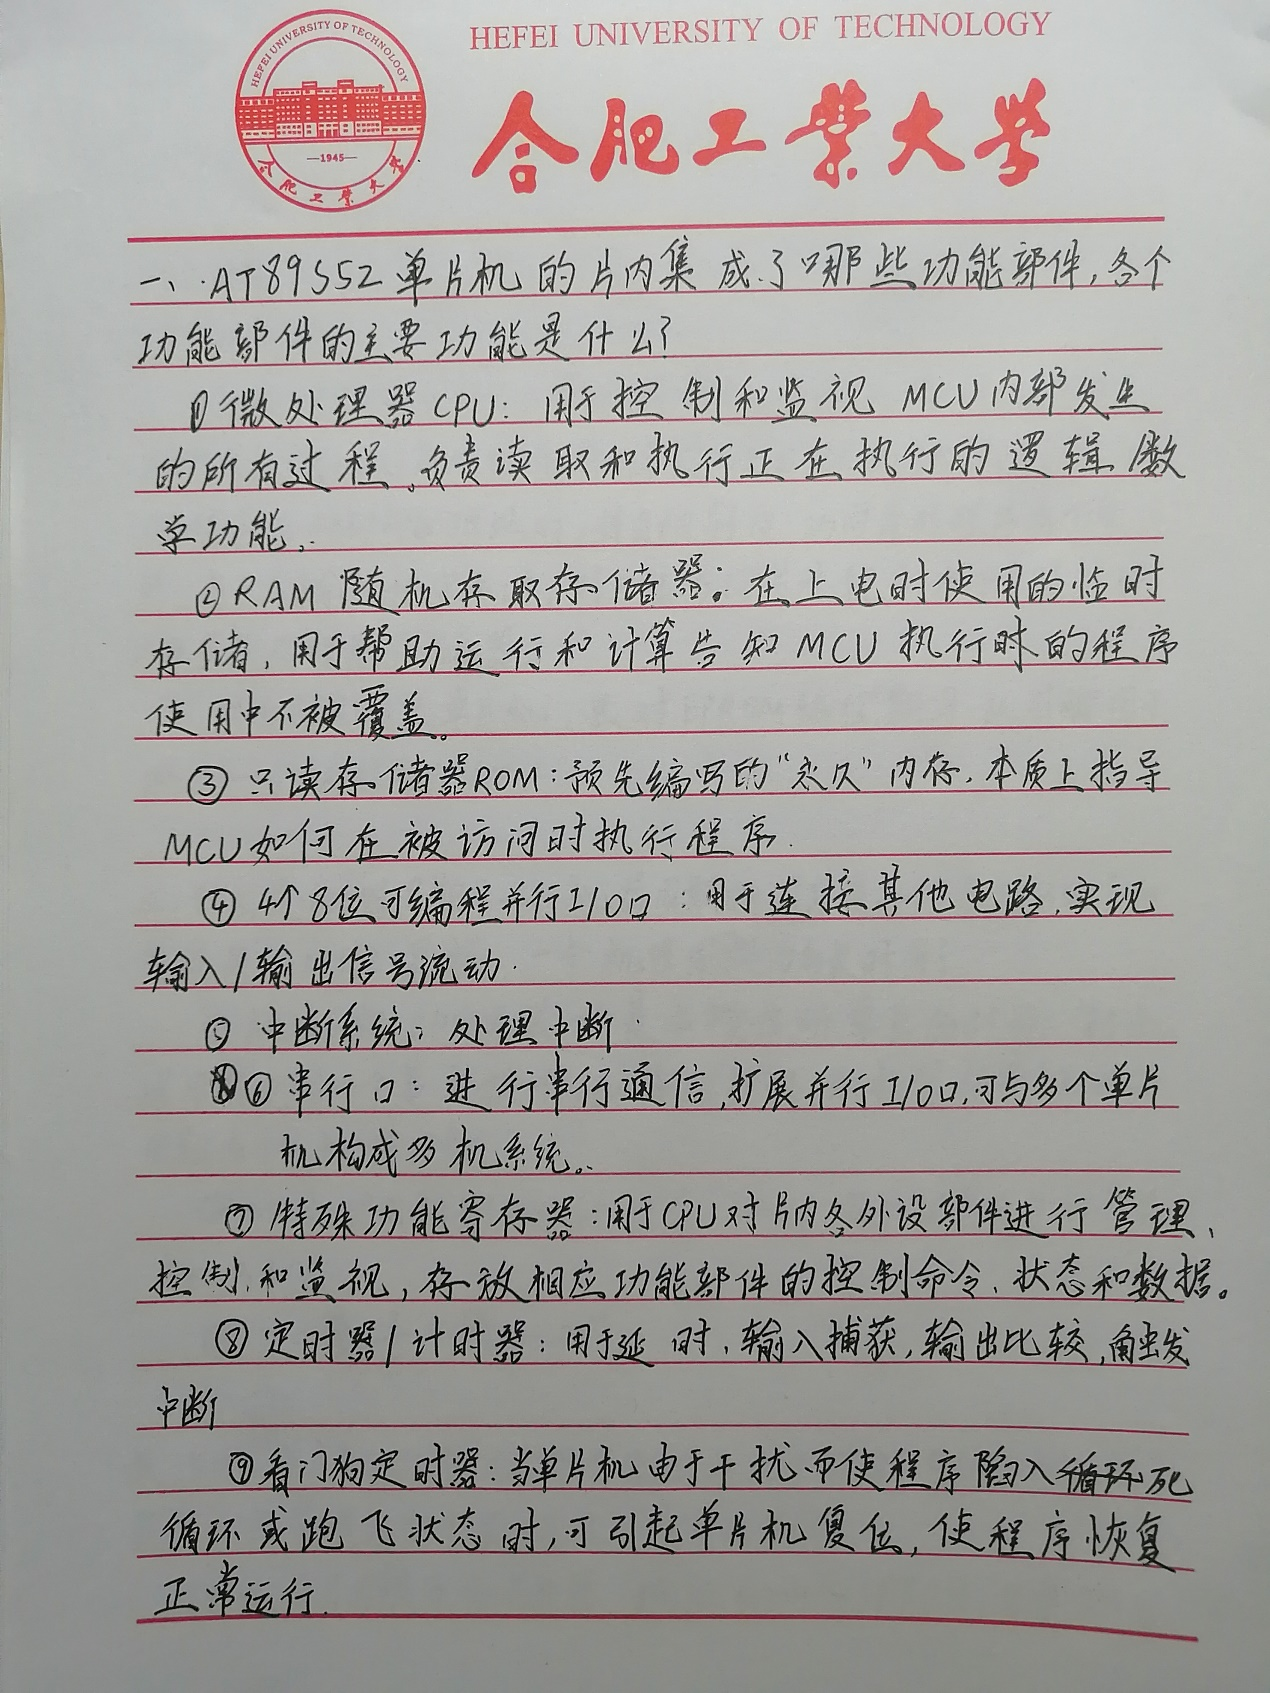 HEFEI UNIVERSITY OF TECHNOLOGY
HEFEI UNIVERSITY OF TECHNOLOGY
合肥工業大学
—1945—
合肥工業大学
一、AT89S52单片机的片内集成了哪些功能部件,各个
功能部件的主要功能是什么?
①微处理器CPU:用于控制和监视MCU内部发生
的所有过程。负责读取和执行正在执行的逻辑/数
学功能。
②RAM随机存取存储器:在上电时使用的临时
存储,用于帮助运行和计算告知MCU执行时的程序
使用中不被覆盖。
③只读存储器ROM:预先编写的“永久”内存,本质上指导
MCU如何在被访问时执行程序.
④4个8位可编程并行I/O口:用于连接其他电路,实现
输入/输出信号流动.
⑤中断系统:处理中断
⑥串行口:进行串行通信,扩展并行I/O口,可与多个单片
机构成多机系统。
⑦特殊功能寄存器:用于CPU对片内各外设部件进行管理、
控制和监视,存放相应功能部件的控制命令、状态和数据。
⑧定时器/计时器:用于延时,输入捕获,输出比较,触发
中断
⑨看门狗定时器:当单片机由于干扰而使程序陷入循环死
循环或跑飞状态时,可引起单片机复位,使程序恢复
正常运行.